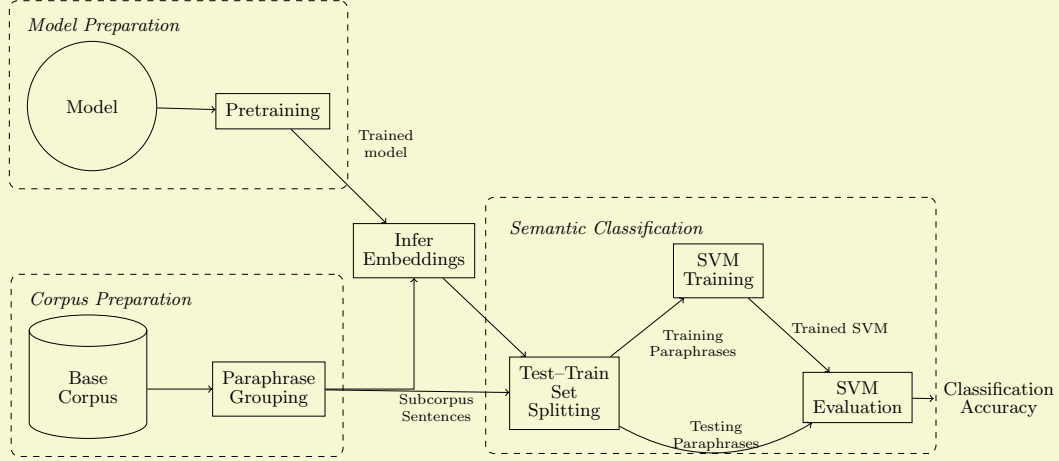 Model Preparation
Model
Pretraining
Trained
model
Infer
Embeddings
Semantic Classification
SVM
Training
Corpus Preparation
Base
Corpus
Paraphrase
Grouping
Subcorpus
Sentences
Test–Train
Set
Splitting
Training
Paraphrases
Trained SVM
Testing
Paraphrases
SVM
Evaluation
Classification
Accuracy